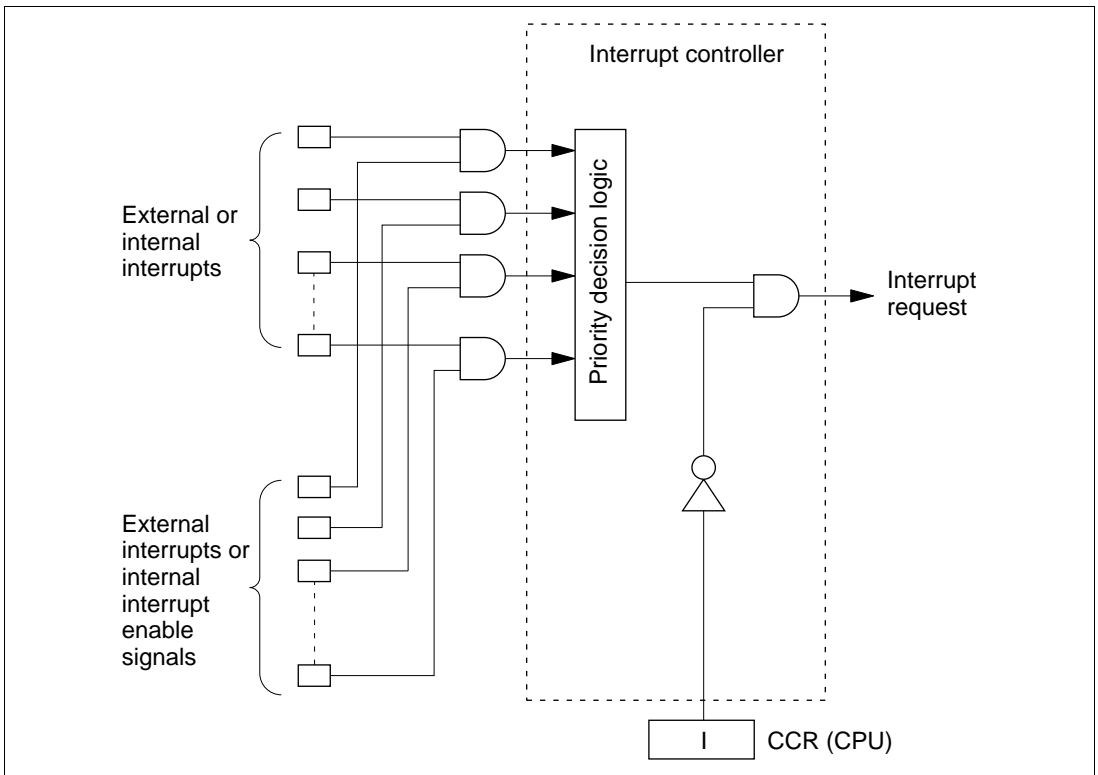 Interrupt controller
External or
internal
interrupts
Priority decision logic
Interrupt
request
External
interrupts or
internal
interrupt
enable
signals
I
CCR (CPU)